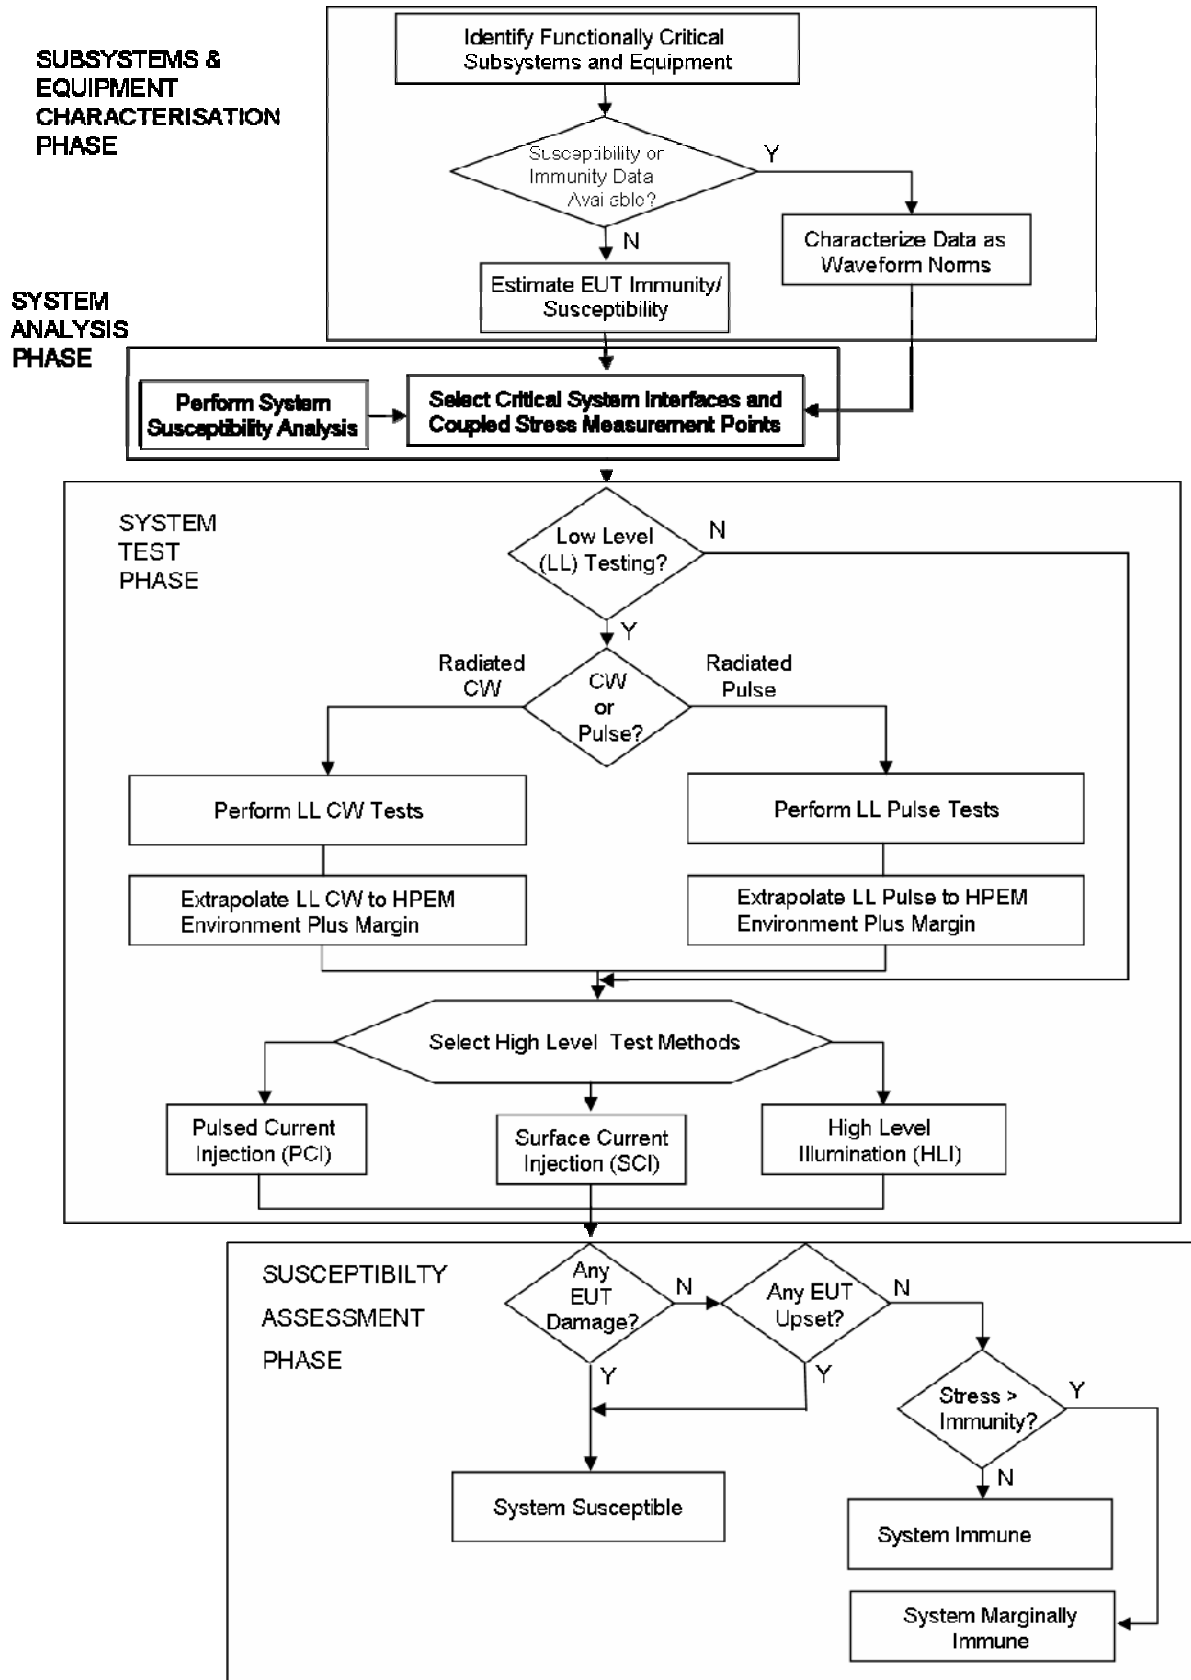 SUBSYSTEMS &
EQUIPMENT
CHARACTERISATION
PHASE
Identify Functionally Critical
Subsystems and Equipment
Susceptibility or
Immunity Data
Available?
Y
N
Characterize Data as
Waveform Norms
Estimate EUT Immunity/
Susceptibility
SYSTEM
ANALYSIS
PHASE
Perform System
Susceptibility Analysis
Select Critical System Interfaces and
Coupled Stress Measurement Points
SYSTEM
TEST
PHASE
Low Level
(LL) Testing?
N
Y
Radiated
CW
CW
or
Pulse?
Radiated
Pulse
Perform LL CW Tests
Perform LL Pulse Tests
Extrapolate LL CW to HPEM
Environment Plus Margin
Extrapolate LL Pulse to HPEM
Environment Plus Margin
Select High Level Test Methods
Pulsed Current
Injection (PCI)
Surface Current
Injection (SCI)
High Level
Illumination (HLI)
SUSCEPTIBILTY
ASSESSMENT
PHASE
Any
EUT
Damage?
N
Y
Any EUT
Upset?
N
Y
Stress >
Immunity?
Y
N
System Susceptible
System Immune
System Marginally
Immune